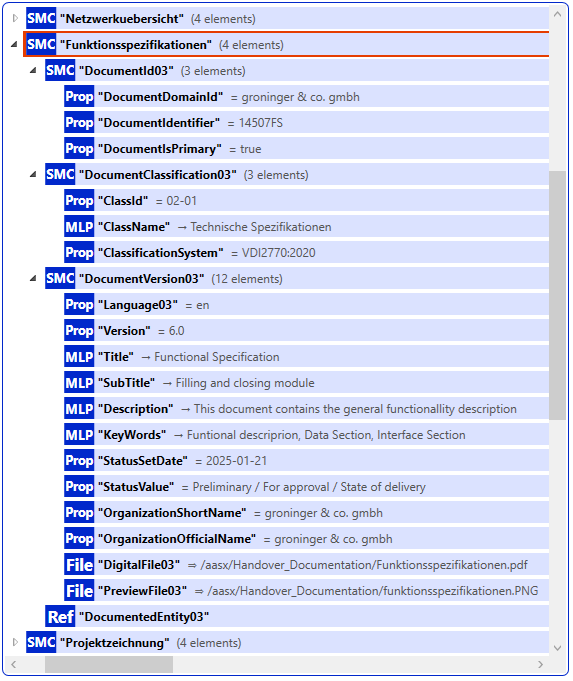 SMC "Netzwerkuebersicht" (4 elements)
SMC "Funktionsspezifikationen" (4 elements)
SMC "DocumentId03" (3 elements)
Prop "DocumentDomainId" = groninger & co. gmbh
Prop "DocumentIdentifier" = 14507FS
Prop "DocumentIsPrimary" = true
SMC "DocumentClassification03" (3 elements)
Prop "ClassId" = 02-01
MLP "ClassName" → Technische Spezifikationen
Prop "ClassificationSystem" = VDI2770:2020
SMC "DocumentVersion03" (12 elements)
Prop "Language03" = en
Prop "Version" = 6.0
MLP "Title" → Functional Specification
MLP "SubTitle" → Filling and closing module
MLP "Description" → This document contains the general functionallity description
MLP "KeyWords" → Funtional descriprion, Data Section, Interface Section
Prop "StatusSetDate" = 2025-01-21
Prop "StatusValue" = Preliminary / For approval / State of delivery
Prop "OrganizationShortName" = groninger & co. gmbh
Prop "OrganizationOfficialName" = groninger & co. gmbh
File "DigitalFile03" ⇒ /aasx/Handover_Documentation/Funktionsspezifikationen.pdf
File "PreviewFile03" ⇒ /aasx/Handover_Documentation/funktionsspezifikationen.PNG
Ref "DocumentedEntity03"
SMC "Projektzeichnung" (4 elements)